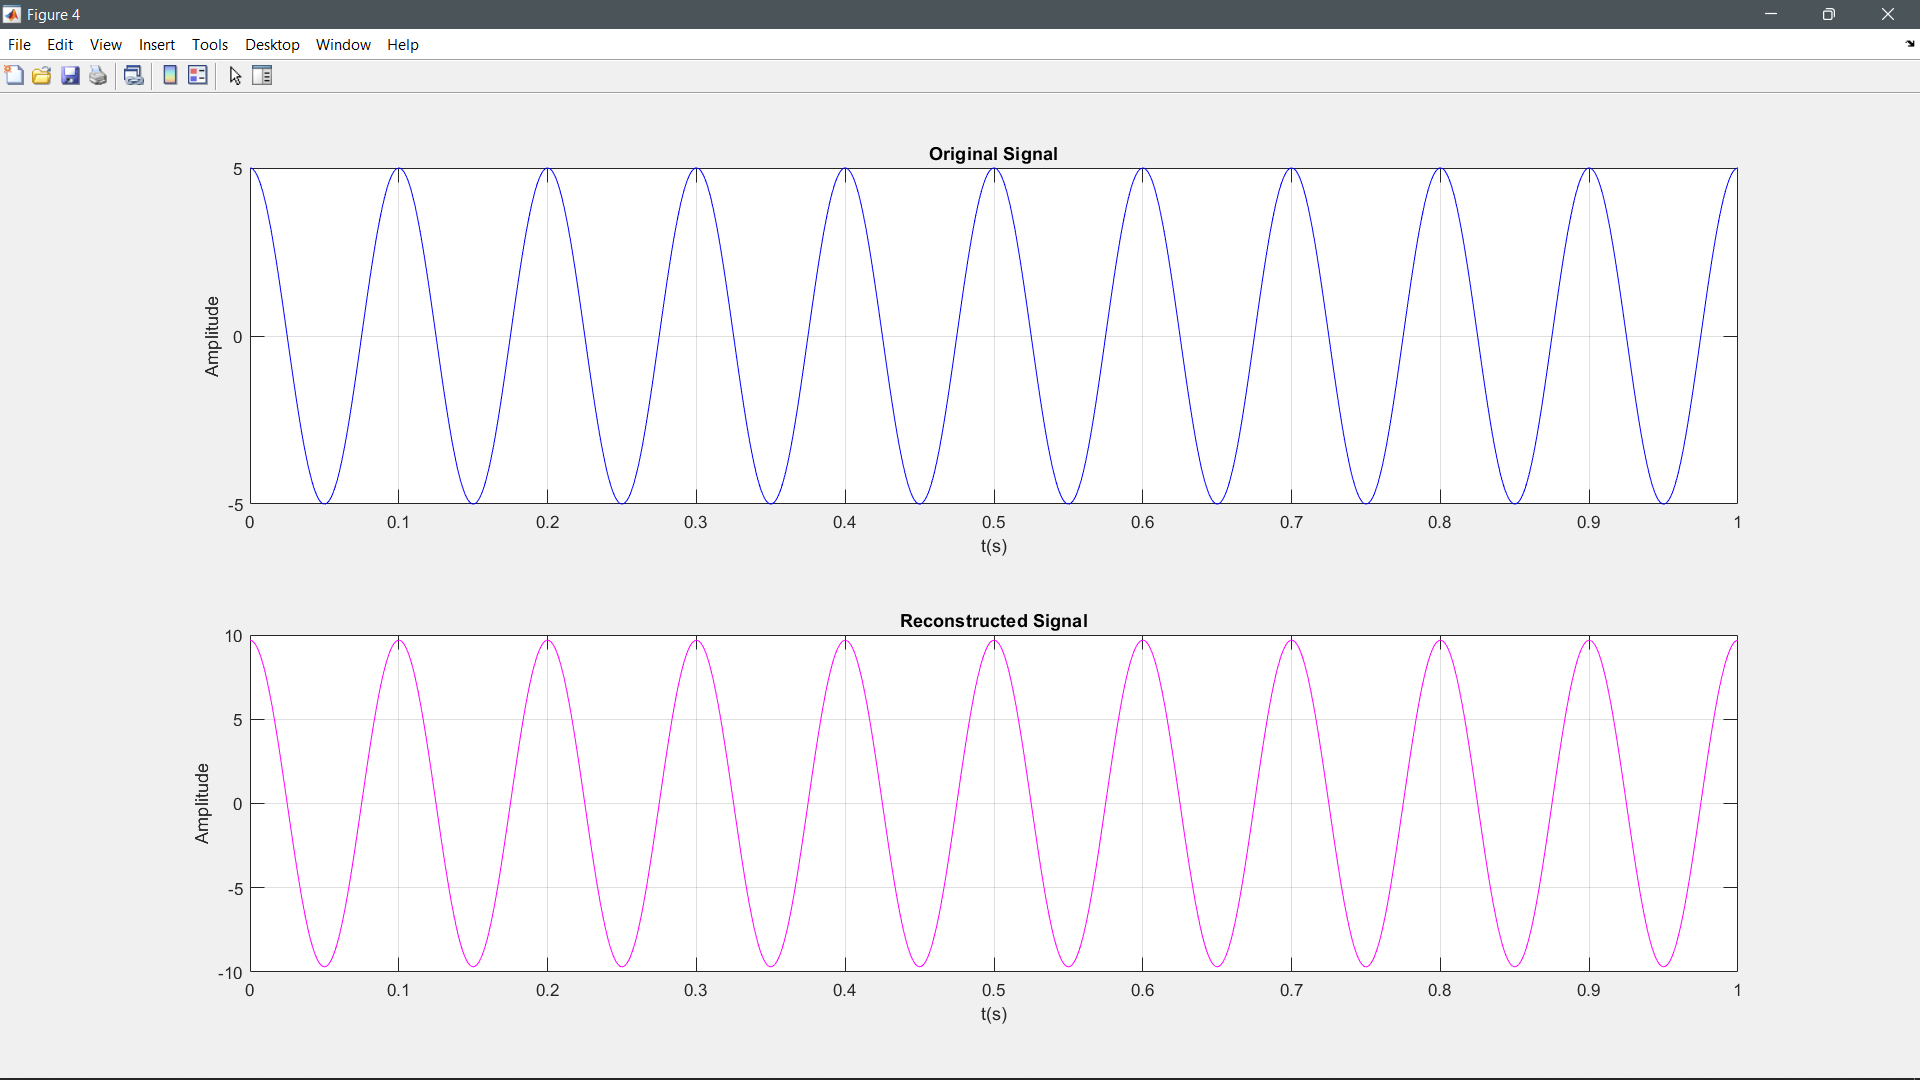 Figure 4
File Edit View Insert Tools Desktop Window Help
Original Signal
5
0
-5
Amplitude
0 0.1 0.2 0.3 0.4 0.5 0.6 0.7 0.8 0.9 1
t(s)
Reconstructed Signal
10
5
0
-5
-10
Amplitude
0 0.1 0.2 0.3 0.4 0.5 0.6 0.7 0.8 0.9 1
t(s)